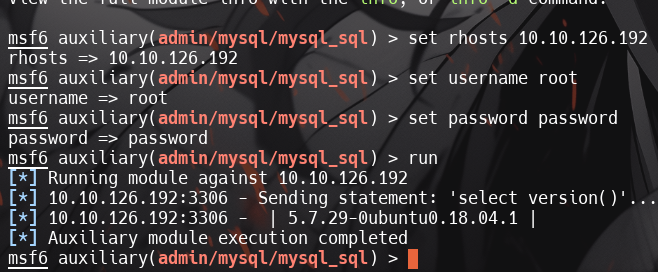 View the full module info with the info, or info -d command.
msf6 auxiliary(admin/mysql/mysql_sql) > set rhosts 10.10.126.192
rhosts => 10.10.126.192
msf6 auxiliary(admin/mysql/mysql_sql) > set username root
username => root
msf6 auxiliary(admin/mysql/mysql_sql) > set password password
password => password
msf6 auxiliary(admin/mysql/mysql_sql) > run
[*] Running module against 10.10.126.192
[*] 10.10.126.192:3306 - Sending statement: 'select version()'...
[*] 10.10.126.192:3306 -  | 5.7.29-0ubuntu0.18.04.1 |
[*] Auxiliary module execution completed
msf6 auxiliary(admin/mysql/mysql_sql) >